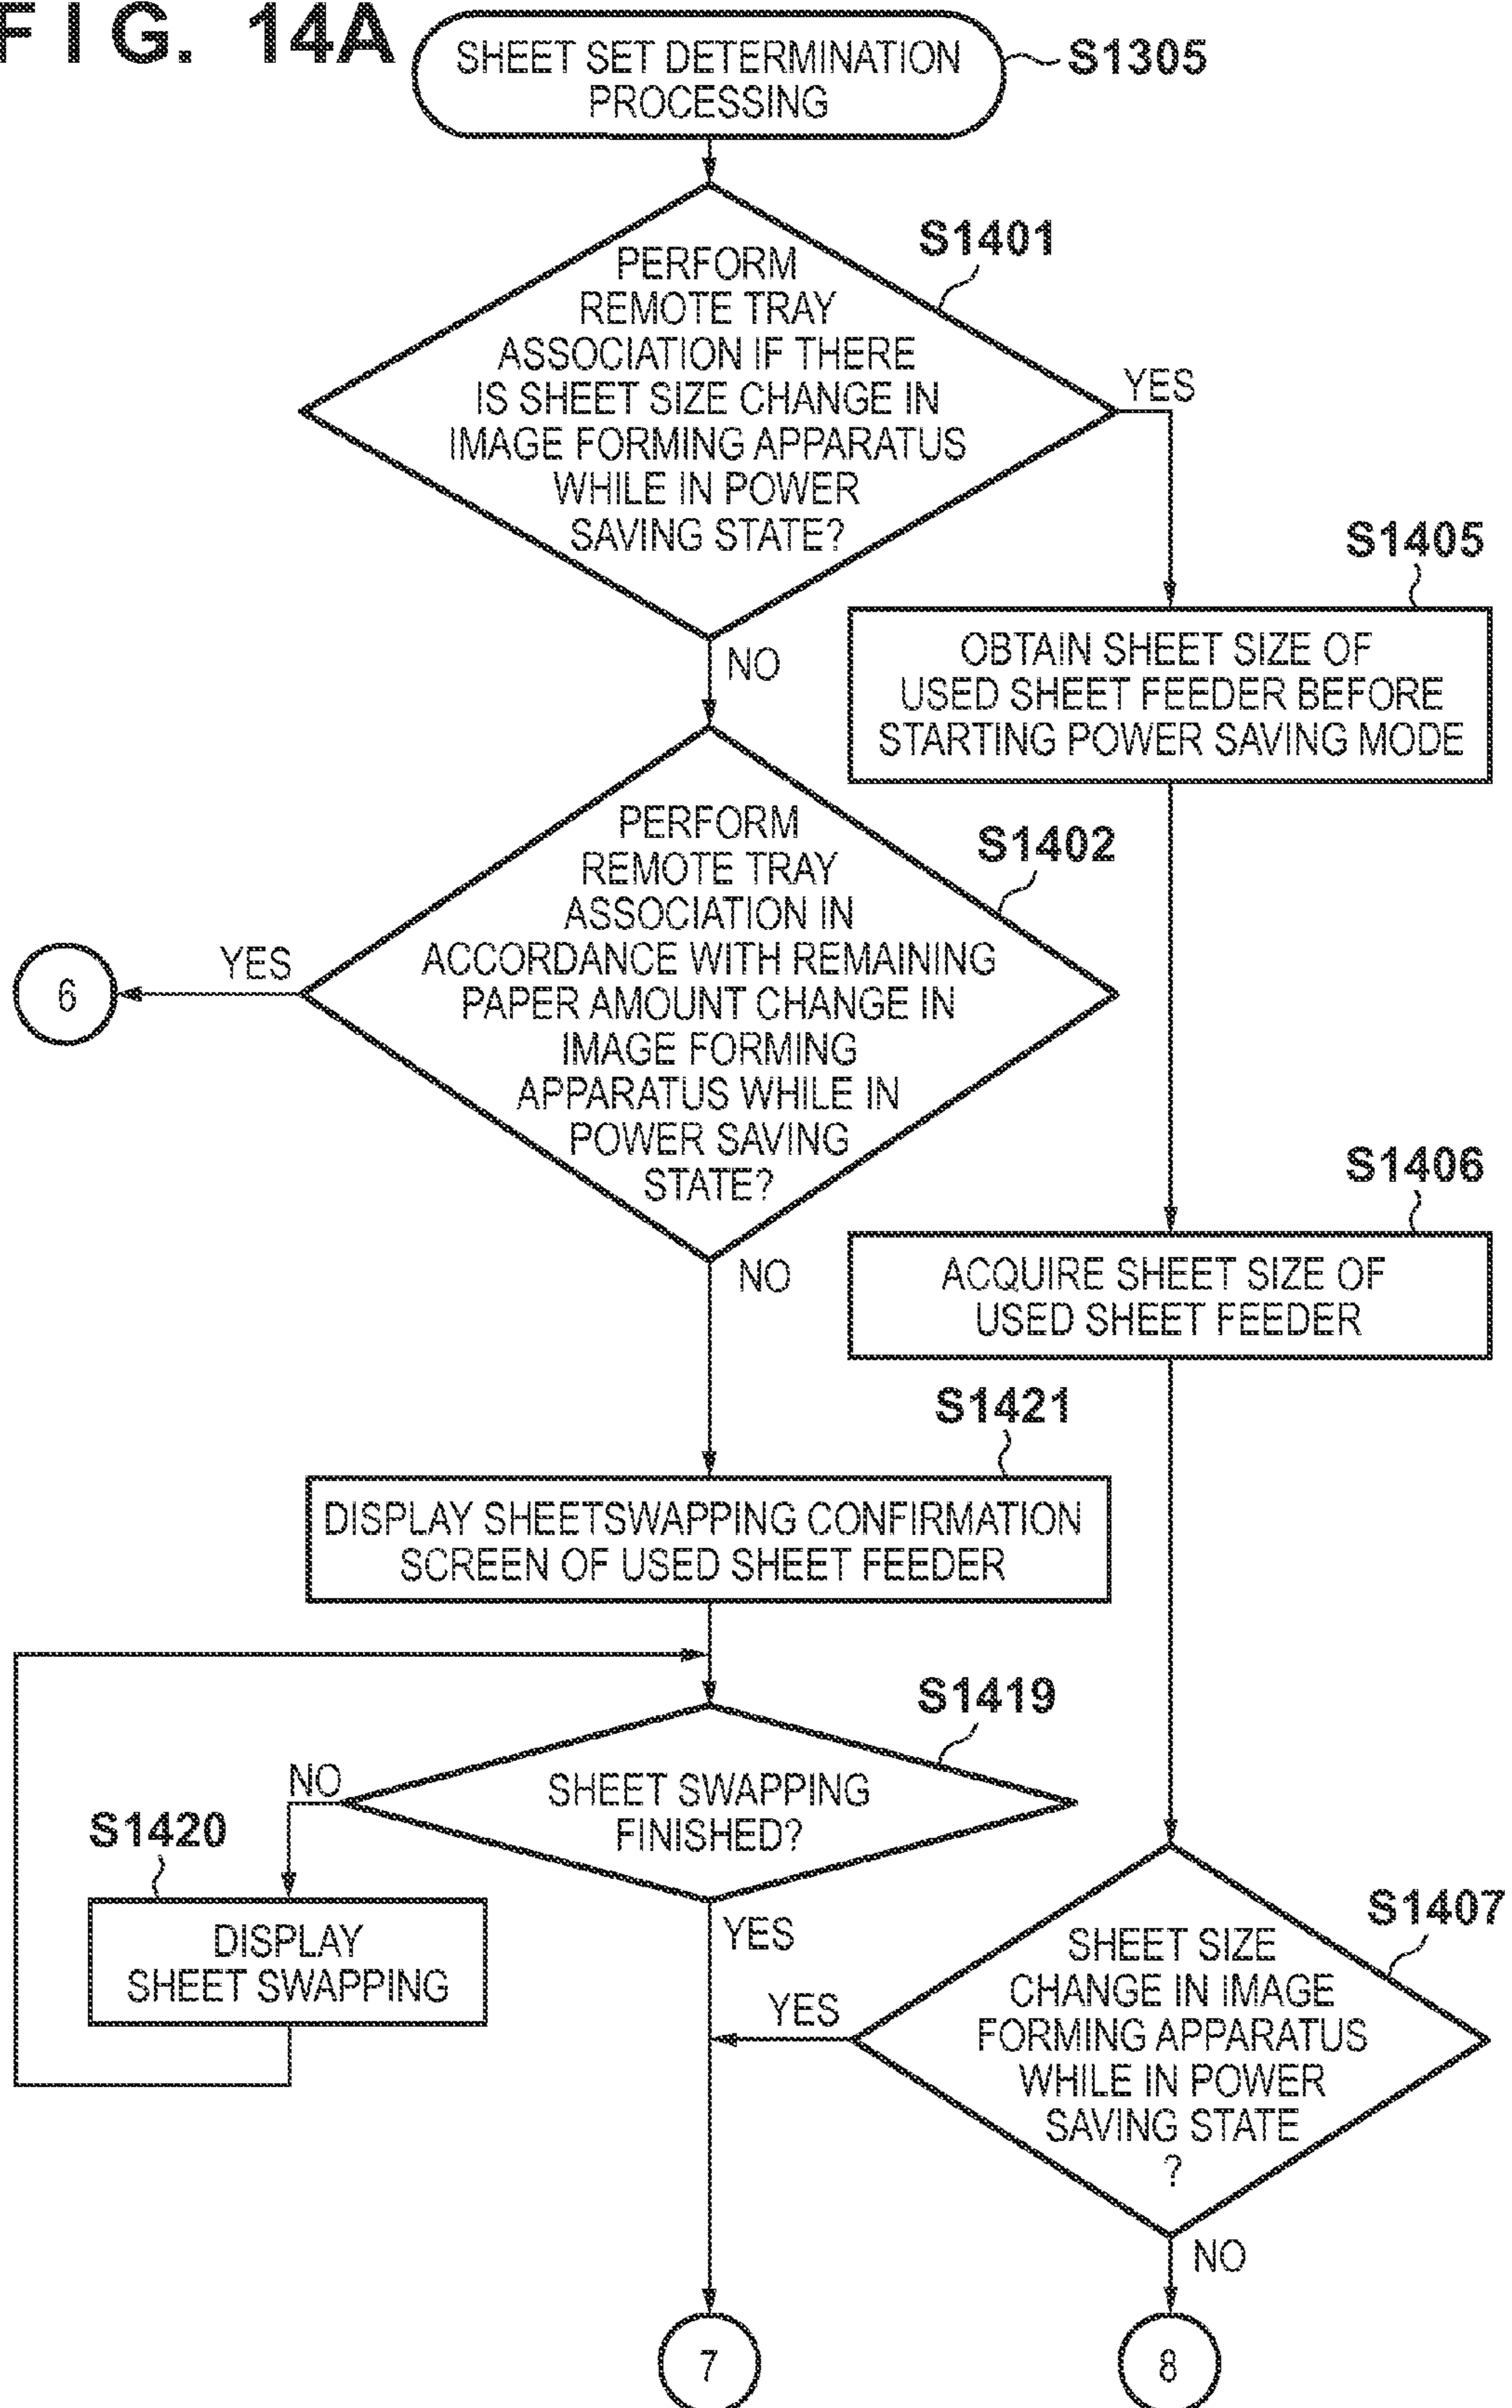 FIG. 14A
SHEET SET DETERMINATION
PROCESSING
S1305
S1401
PERFORM
REMOTE TRAY
ASSOCIATION IF THERE
IS SHEET SIZE CHANGE IN
IMAGE FORMING APPARATUS
WHILE IN POWER
SAVING STATE?
YES
NO
S1405
OBTAIN SHEET SIZE OF
USED SHEET FEEDER BEFORE
STARTING POWER SAVING MODE
S1402
PERFORM
REMOTE TRAY
ASSOCIATION IN
ACCORDANCE WITH REMAINING
PAPER AMOUNT CHANGE IN
IMAGE FORMING
APPARATUS WHILE IN
POWER SAVING
STATE?
YES
6
NO
S1406
ACQUIRE SHEET SIZE OF
USED SHEET FEEDER
S1421
DISPLAY SHEETSWAPPING CONFIRMATION
SCREEN OF USED SHEET FEEDER
S1419
SHEET SWAPPING
FINISHED?
NO
S1420
DISPLAY
SHEET SWAPPING
YES
S1407
SHEET SIZE
CHANGE IN IMAGE
FORMING APPARATUS
WHILE IN POWER
SAVING STATE
?
YES
NO
7
8